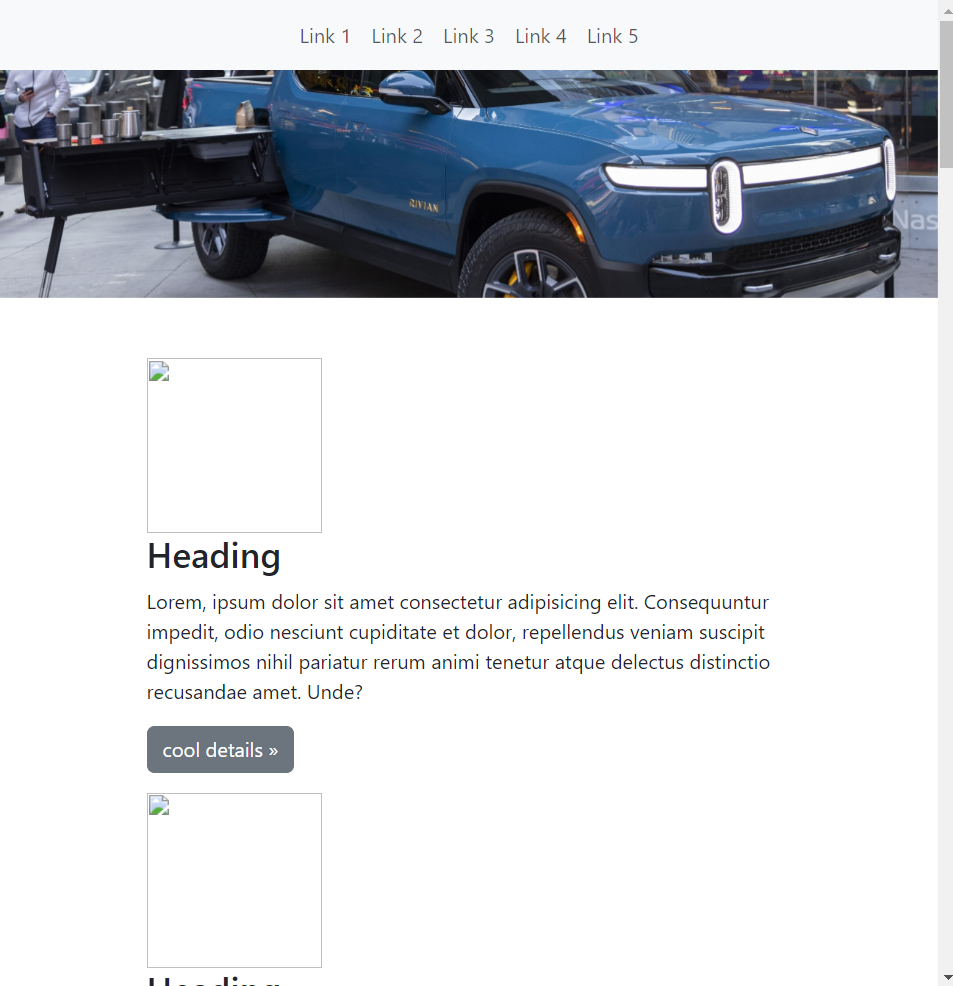 Link 1 Link 2 Link 3 Link 4 Link 5
RIVIAN
Nas
Heading
Lorem, ipsum dolor sit amet consectetur adipisicing elit. Consequuntur
impedit, odio nesciunt cupiditate et dolor, repellendus veniam suscipit
dignissimos nihil pariatur rerum animi tenetur atque delectus distinctio
recusandae amet. Unde?
cool details »
Heading